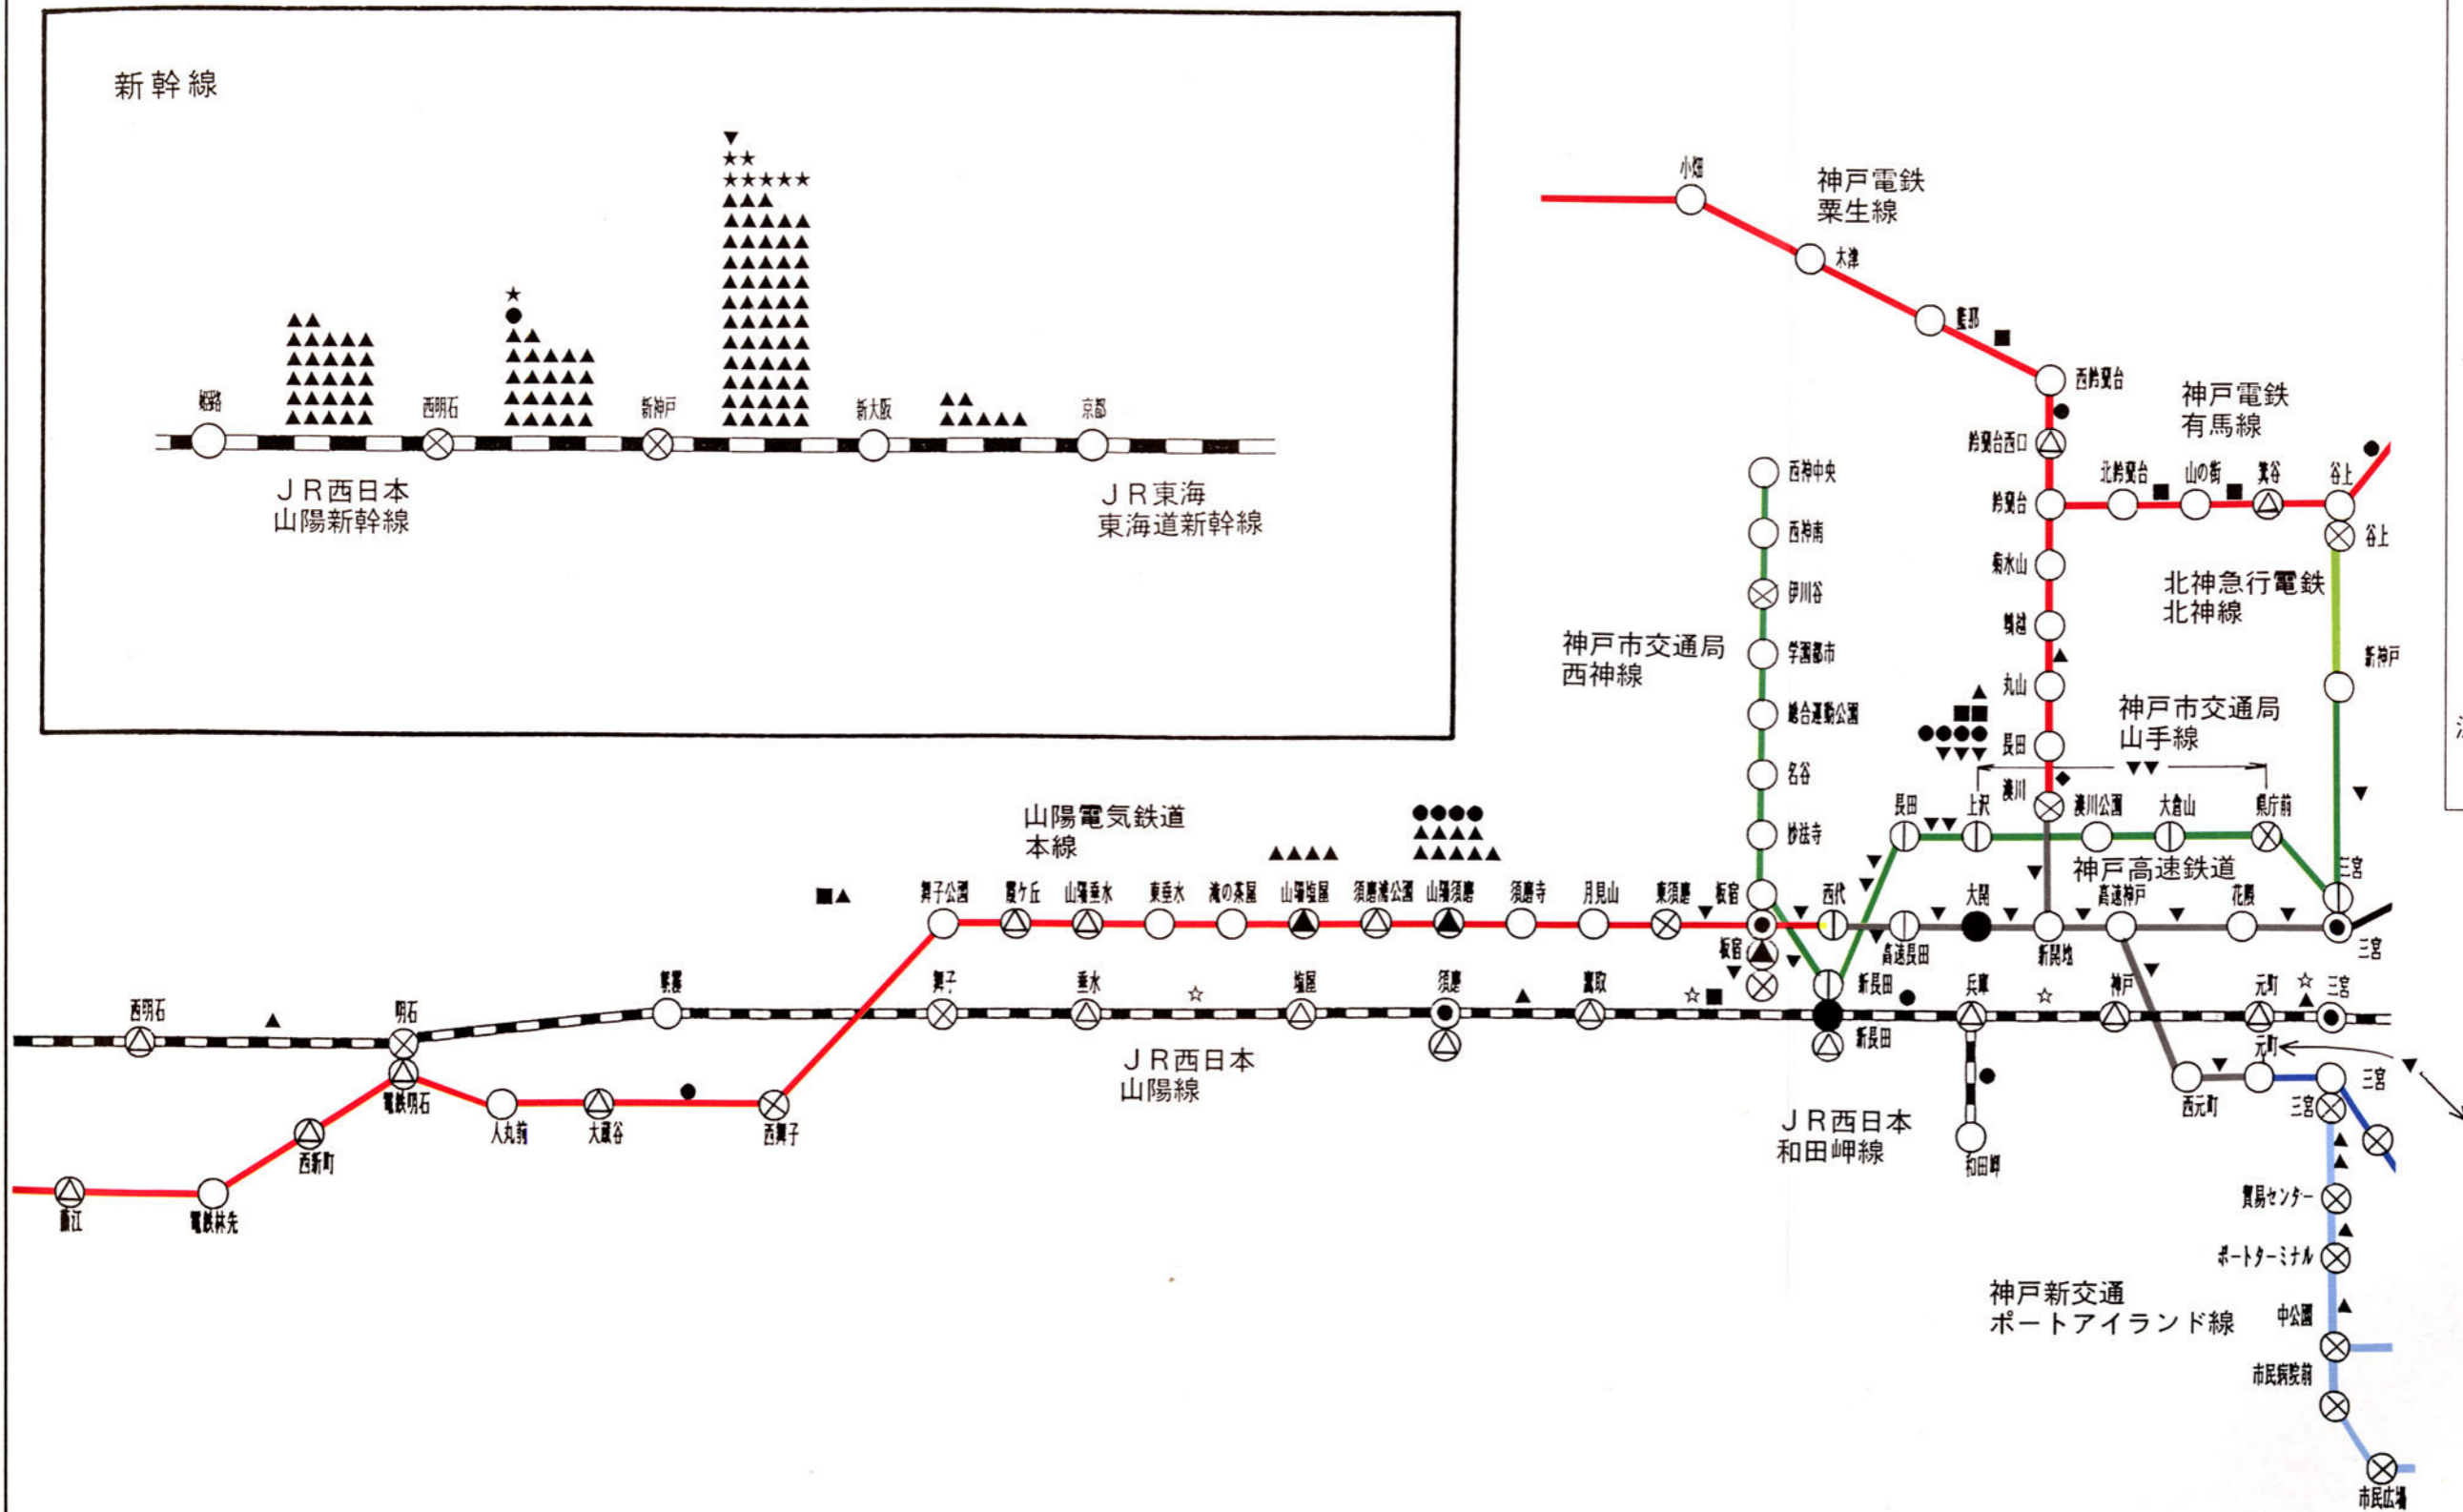 新幹線
姫路
西明石
新神戸
新大阪
京都
JR西日本
山陽新幹線
JR東海
東海道新幹線
小畑
神戸電鉄
粟生線
木津
藍那
西鈴蘭台
神戸電鉄
有馬線
鈴蘭台西口
北鈴蘭台
山の街
箕谷
谷上
鈴蘭台
谷上
菊水山
北神急行電鉄
北神線
鵯越
新神戸
丸山
西神中央
西神南
伊川谷
神戸市交通局
西神線
学園都市
総合運動公園
名谷
妙法寺
板宿
神戸市交通局
山手線
長田
湊川
長田
上沢
湊川公園
大倉山
県庁前
三宮
神戸高速鉄道
山陽電気鉄道
本線
舞子公園
霞ケ丘
山陽垂水
東垂水
滝の茶屋
山陽塩屋
須磨浦公園
山陽須磨
須磨寺
月見山
東須磨
板宿
西代
高速長田
大開
新開地
高速神戸
花隈
三宮
西明石
明石
朝霧
舞子
垂水
塩屋
須磨
鷹取
新長田
新長田
兵庫
神戸
元町
三宮
JR西日本
山陽線
電鉄明石
人丸前
大蔵谷
西舞子
西新町
藤江
電鉄林先
JR西日本
和田岬線
和田岬
元町
西元町
三宮
三宮
貿易センター
ポートターミナル
神戸新交通
ポートアイランド線
中公園
市民病院前
市民広場